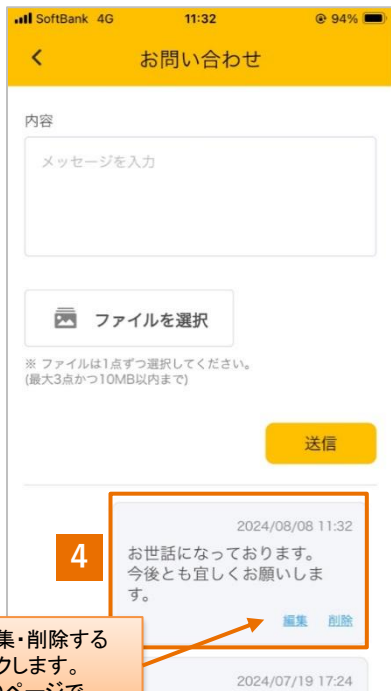 SoftBank 4G 11:32 94%
お問い合わせ
内容
メッセージを入力
ファイルを選択
※ ファイルは1点ずつ選択してください。
(最大3点かつ10MB以内まで)
送信
2024/08/08 11:32
4
お世話になっております。
今後とも宜しくお願いしま
す。
編集 削除
集・削除する
クします。
ページで
2024/07/19 17:24